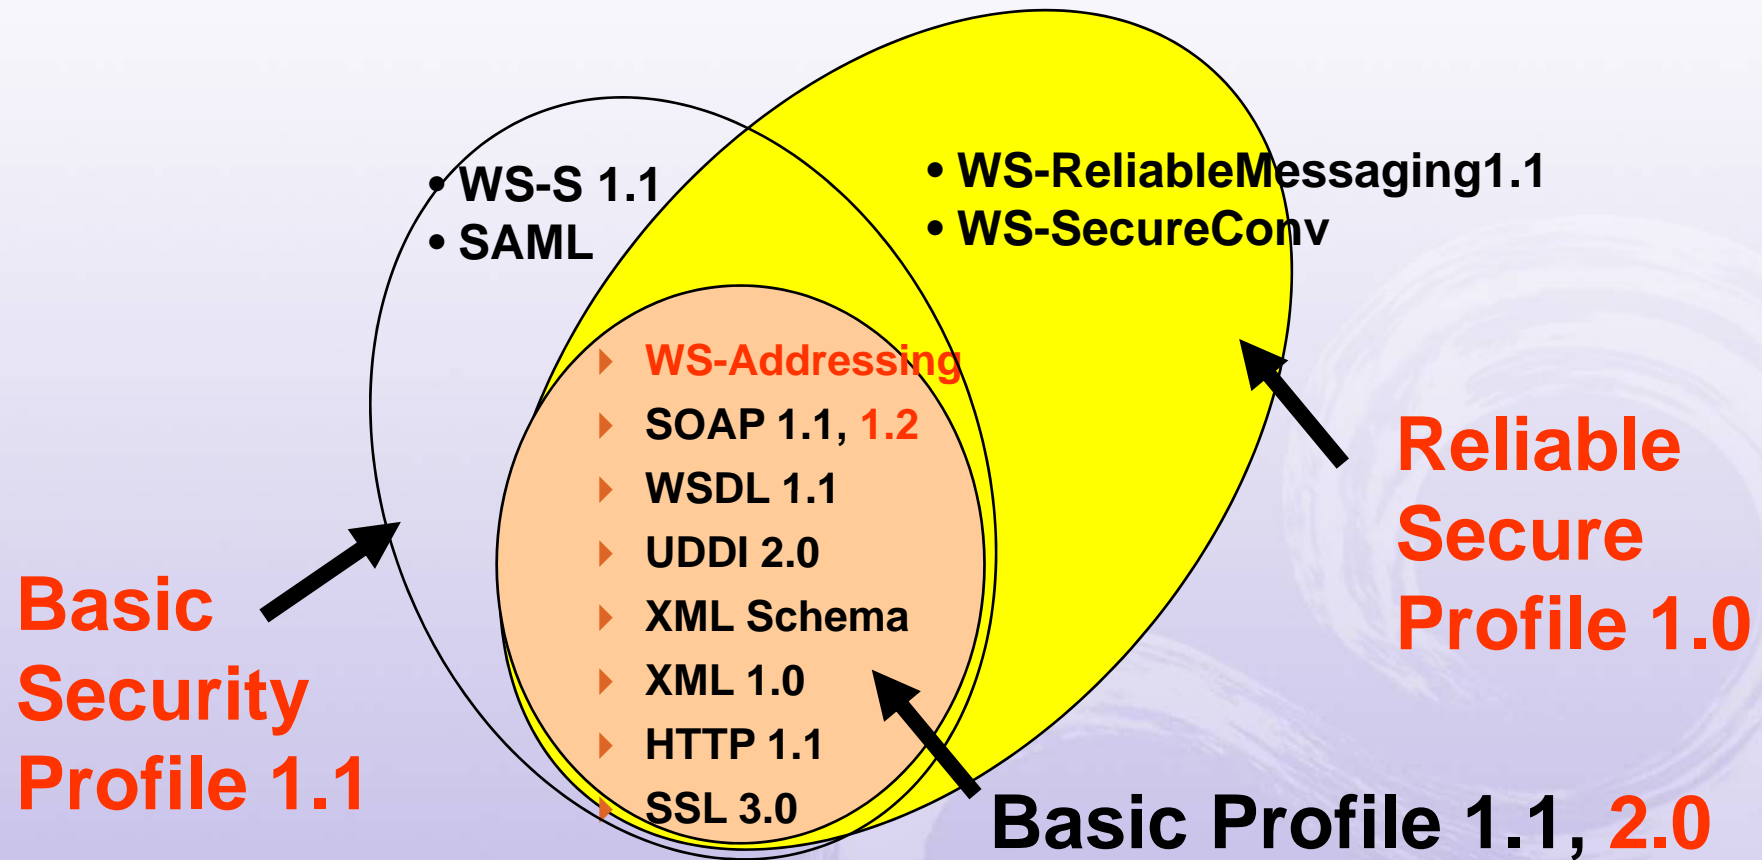 • WS-S 1.1
• SAML
• WS-ReliableMessaging1.1
• WS-SecureConv
WS-Addressing
SOAP 1.1, 1.2
WSDL 1.1
UDDI 2.0
XML Schema
XML 1.0
HTTP 1.1
SSL 3.0
Basic
Security
Profile 1.1
Reliable
Secure
Profile 1.0
Basic Profile 1.1, 2.0